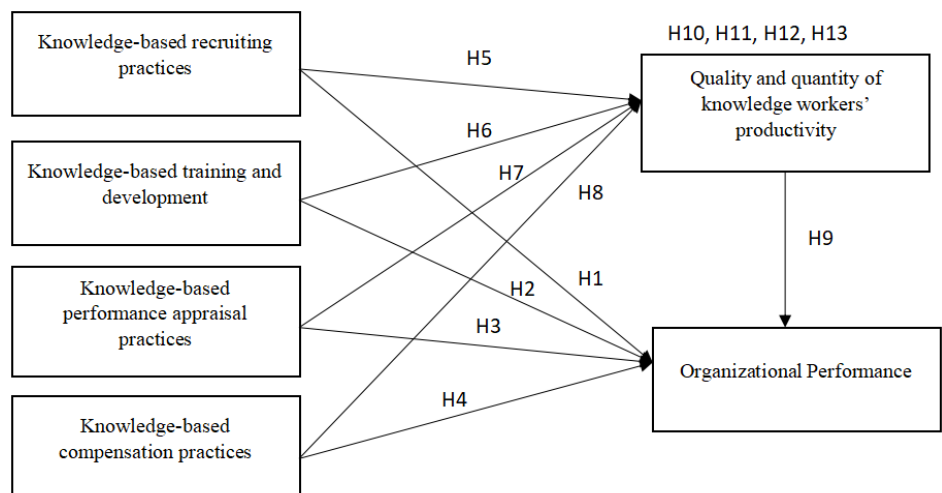 Knowledge-based recruiting
practices
Knowledge-based training and
development
Knowledge-based
performance appraisal
practices
Knowledge-based
compensation practices
H5
H6
H7
H8
H1
H2
H3
H4
H10, H11, H12, H13
Quality and quantity of
knowledge workers’
productivity
H9
Organizational Performance